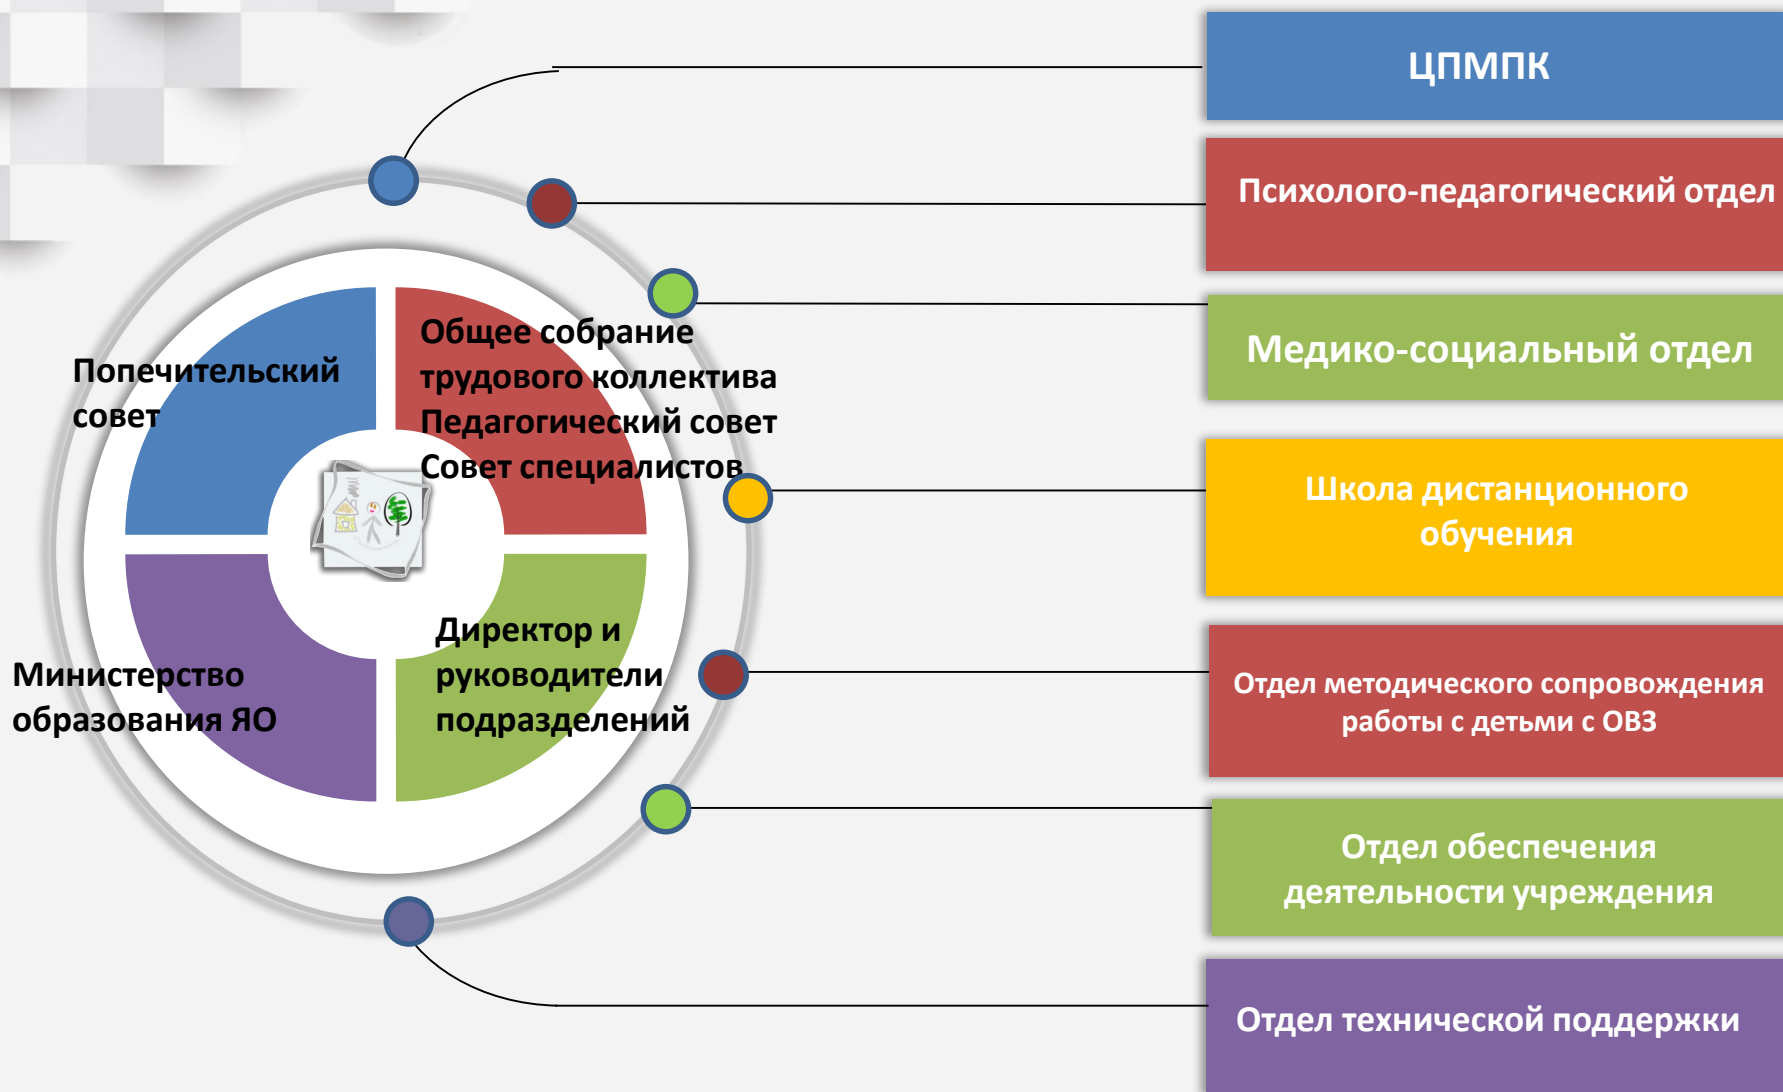 Попечительский
совет
Общее собрание
трудового коллектива
Педагогический совет
Совет специалистов
Министерство
образования ЯО
Директор и
руководители
подразделений
ЦПМПК
Психолого-педагогический отдел
Медико-социальный отдел
Школа дистанционного
обучения
Отдел методического сопровождения
работы с детьми с ОВЗ
Отдел обеспечения
деятельности учреждения
Отдел технической поддержки